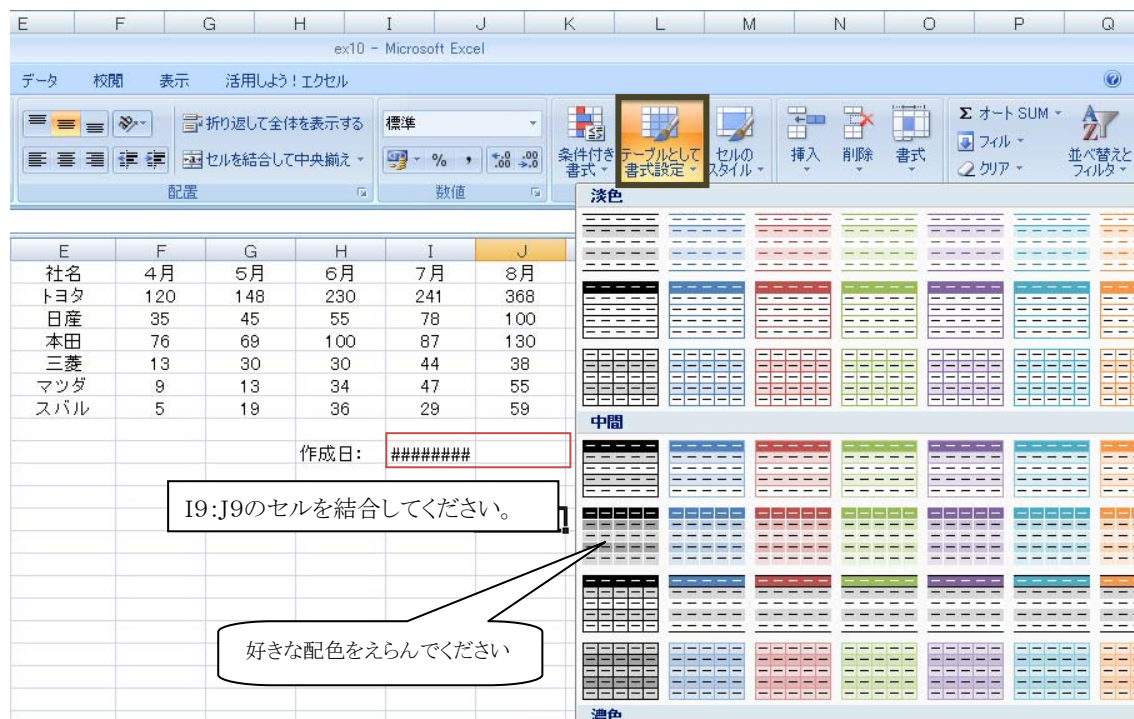 E F G H I J K L M N O P Q
ex10 - Microsoft Excel
データ 校閲 表示 活用しよう!エクセル
折り返して全体を表示する 標準 Σ オート SUM
セルを結合して中央揃え % , 条件付き書式 テーブルとして書式設定 セルのスタイル 挿入 削除 書式 フィル クリア 並べ替えと フィルタ
配置 数値
淡色
E F G H I J
社名 4月 5月 6月 7月 8月
トヨタ 120 148 230 241 368
日産 35 45 55 78 100
本田 76 69 100 87 130
三菱 13 30 30 44 38
マツダ 9 13 34 47 55
スバル 5 19 36 29 59
中間
作成日: ########
I9:J9のセルを結合してください。
好きな配色をえらんでください
濃色